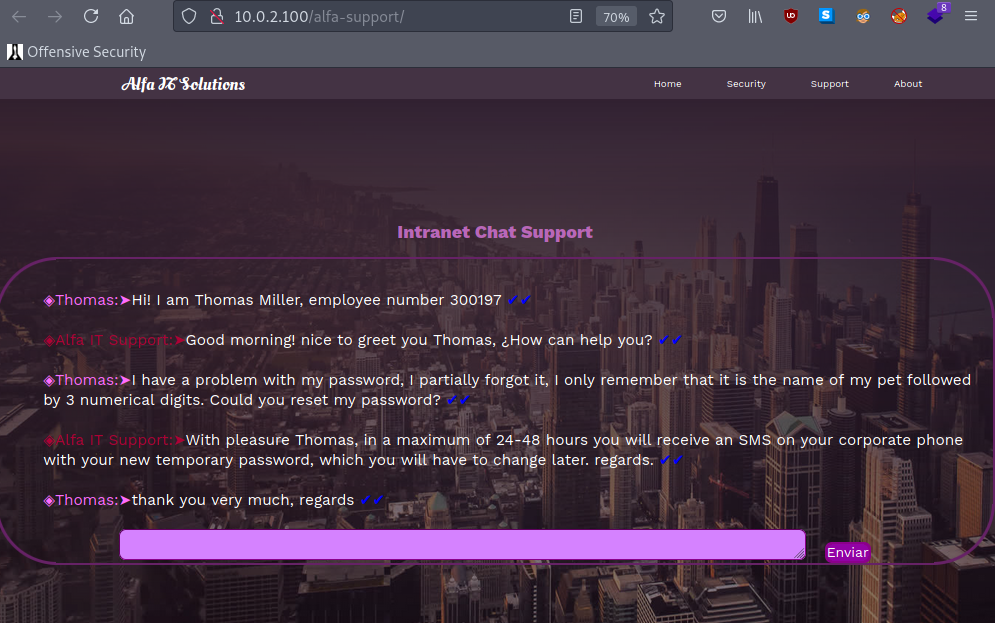 10.0.2.100/alfa-support/
70%
8
Offensive Security
Alfa IT Solutions
Home Security Support About
Intranet Chat Support
◈Thomas:➤Hi! I am Thomas Miller, employee number 300197 ✔✔
◈Alfa IT Support:➤Good morning! nice to greet you Thomas, ¿How can help you? ✔✔
◈Thomas:➤I have a problem with my password, I partially forgot it, I only remember that it is the name of my pet followed
by 3 numerical digits. Could you reset my password? ✔✔
◈Alfa IT Support:➤With pleasure Thomas, in a maximum of 24-48 hours you will receive an SMS on your corporate phone
with your new temporary password, which you will have to change later. regards. ✔✔
◈Thomas:➤thank you very much, regards ✔✔
Enviar